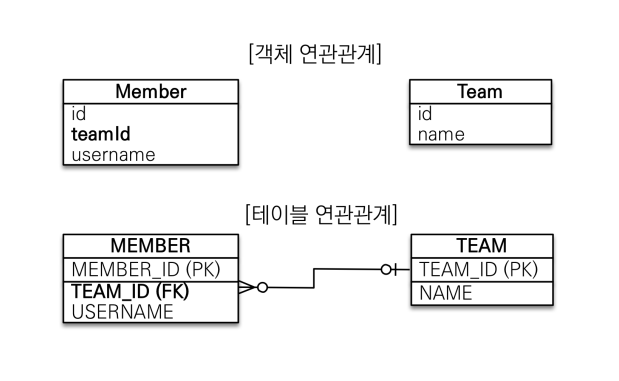 [객체 연관관계]
Member
id
teamId
username
Team
id
name
[테이블 연관관계]
MEMBER
MEMBER_ID (PK)
TEAM_ID (FK)
USERNAME
TEAM
TEAM_ID (PK)
NAME